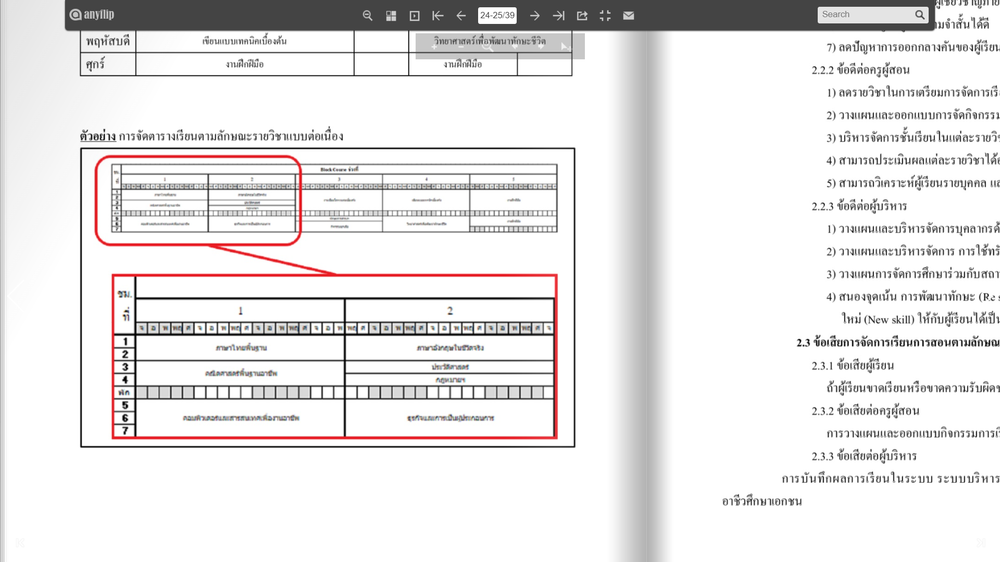 anyflip
24-25/39
Search
พฤหัสบดี เขียนแบบเทคนิคเบื้องต้น วิทยาศาสตร์เพื่อพัฒนาทักษะชีวิต
ศุกร์ งานฝึกฝีมือ งานฝึกฝีมือ
ตัวอย่าง การจัดตารางเรียนตามลักษณะรายวิชาแบบต่อเนื่อง
Block Course ช่วงที่
1 2 3 4 5
ชม.
ที่
1 2
จ อ พ พฤ ศ จ อ พ พฤ ศ จ อ พ พฤ ศ จ อ พ พฤ ศ จ อ พ พฤ ศ จ อ พ พฤ ศ จ อ พ พฤ ศ จ
1 ภาษาไทยพื้นฐาน ภาษาอังกฤษในชีวิตจริง
2
3 คณิตศาสตร์พื้นฐานอาชีพ ประวัติศาสตร์
4 กฎหมายฯ
พัก
5
6 คอมพิวเตอร์และสารสนเทศเพื่องานอาชีพ ธุรกิจและการเป็นผู้ประกอบการ
7
ามจำสั้นได้ดี
7) ลดปัญหาการออกกลางคันของผู้เรียน
2.2.2 ข้อดีต่อครูผู้สอน
1) ลดรายวิชาในการเตรียมการจัดการเรี
2) วางแผนและออกแบบการจัดกิจกรรม
3) บริหารจัดการชั้นเรียนในแต่ละรายวิช
4) สามารถประเมินผลแต่ละรายวิชาได้อ
5) สามารถวิเคราะห์ผู้เรียนรายบุคคล แล
2.2.3 ข้อดีต่อผู้บริหาร
1) วางแผนและบริหารจัดการบุคลากรด้
2) วางแผนและบริหารจัดการ การใช้ทรั
3) วางแผนการจัดการศึกษาร่วมกับสถา
4) สนองจุดเน้น การพัฒนาทักษะ (Re s
ใหม่ (New skill) ให้กับผู้เรียนได้เป็น
2.3 ข้อเสียการจัดการเรียนการสอนตามลักษณ
2.3.1 ข้อเสียผู้เรียน
ถ้าผู้เรียนขาดเรียนหรือขาดความรับผิดช
2.3.2 ข้อเสียต่อครูผู้สอน
การวางแผนและออกแบบกิจกรรมการเรี
2.3.3 ข้อเสียต่อผู้บริหาร
การบันทึกผลการเรียนในระบบ ระบบบริหาร
อาชีวศึกษาเอกชน